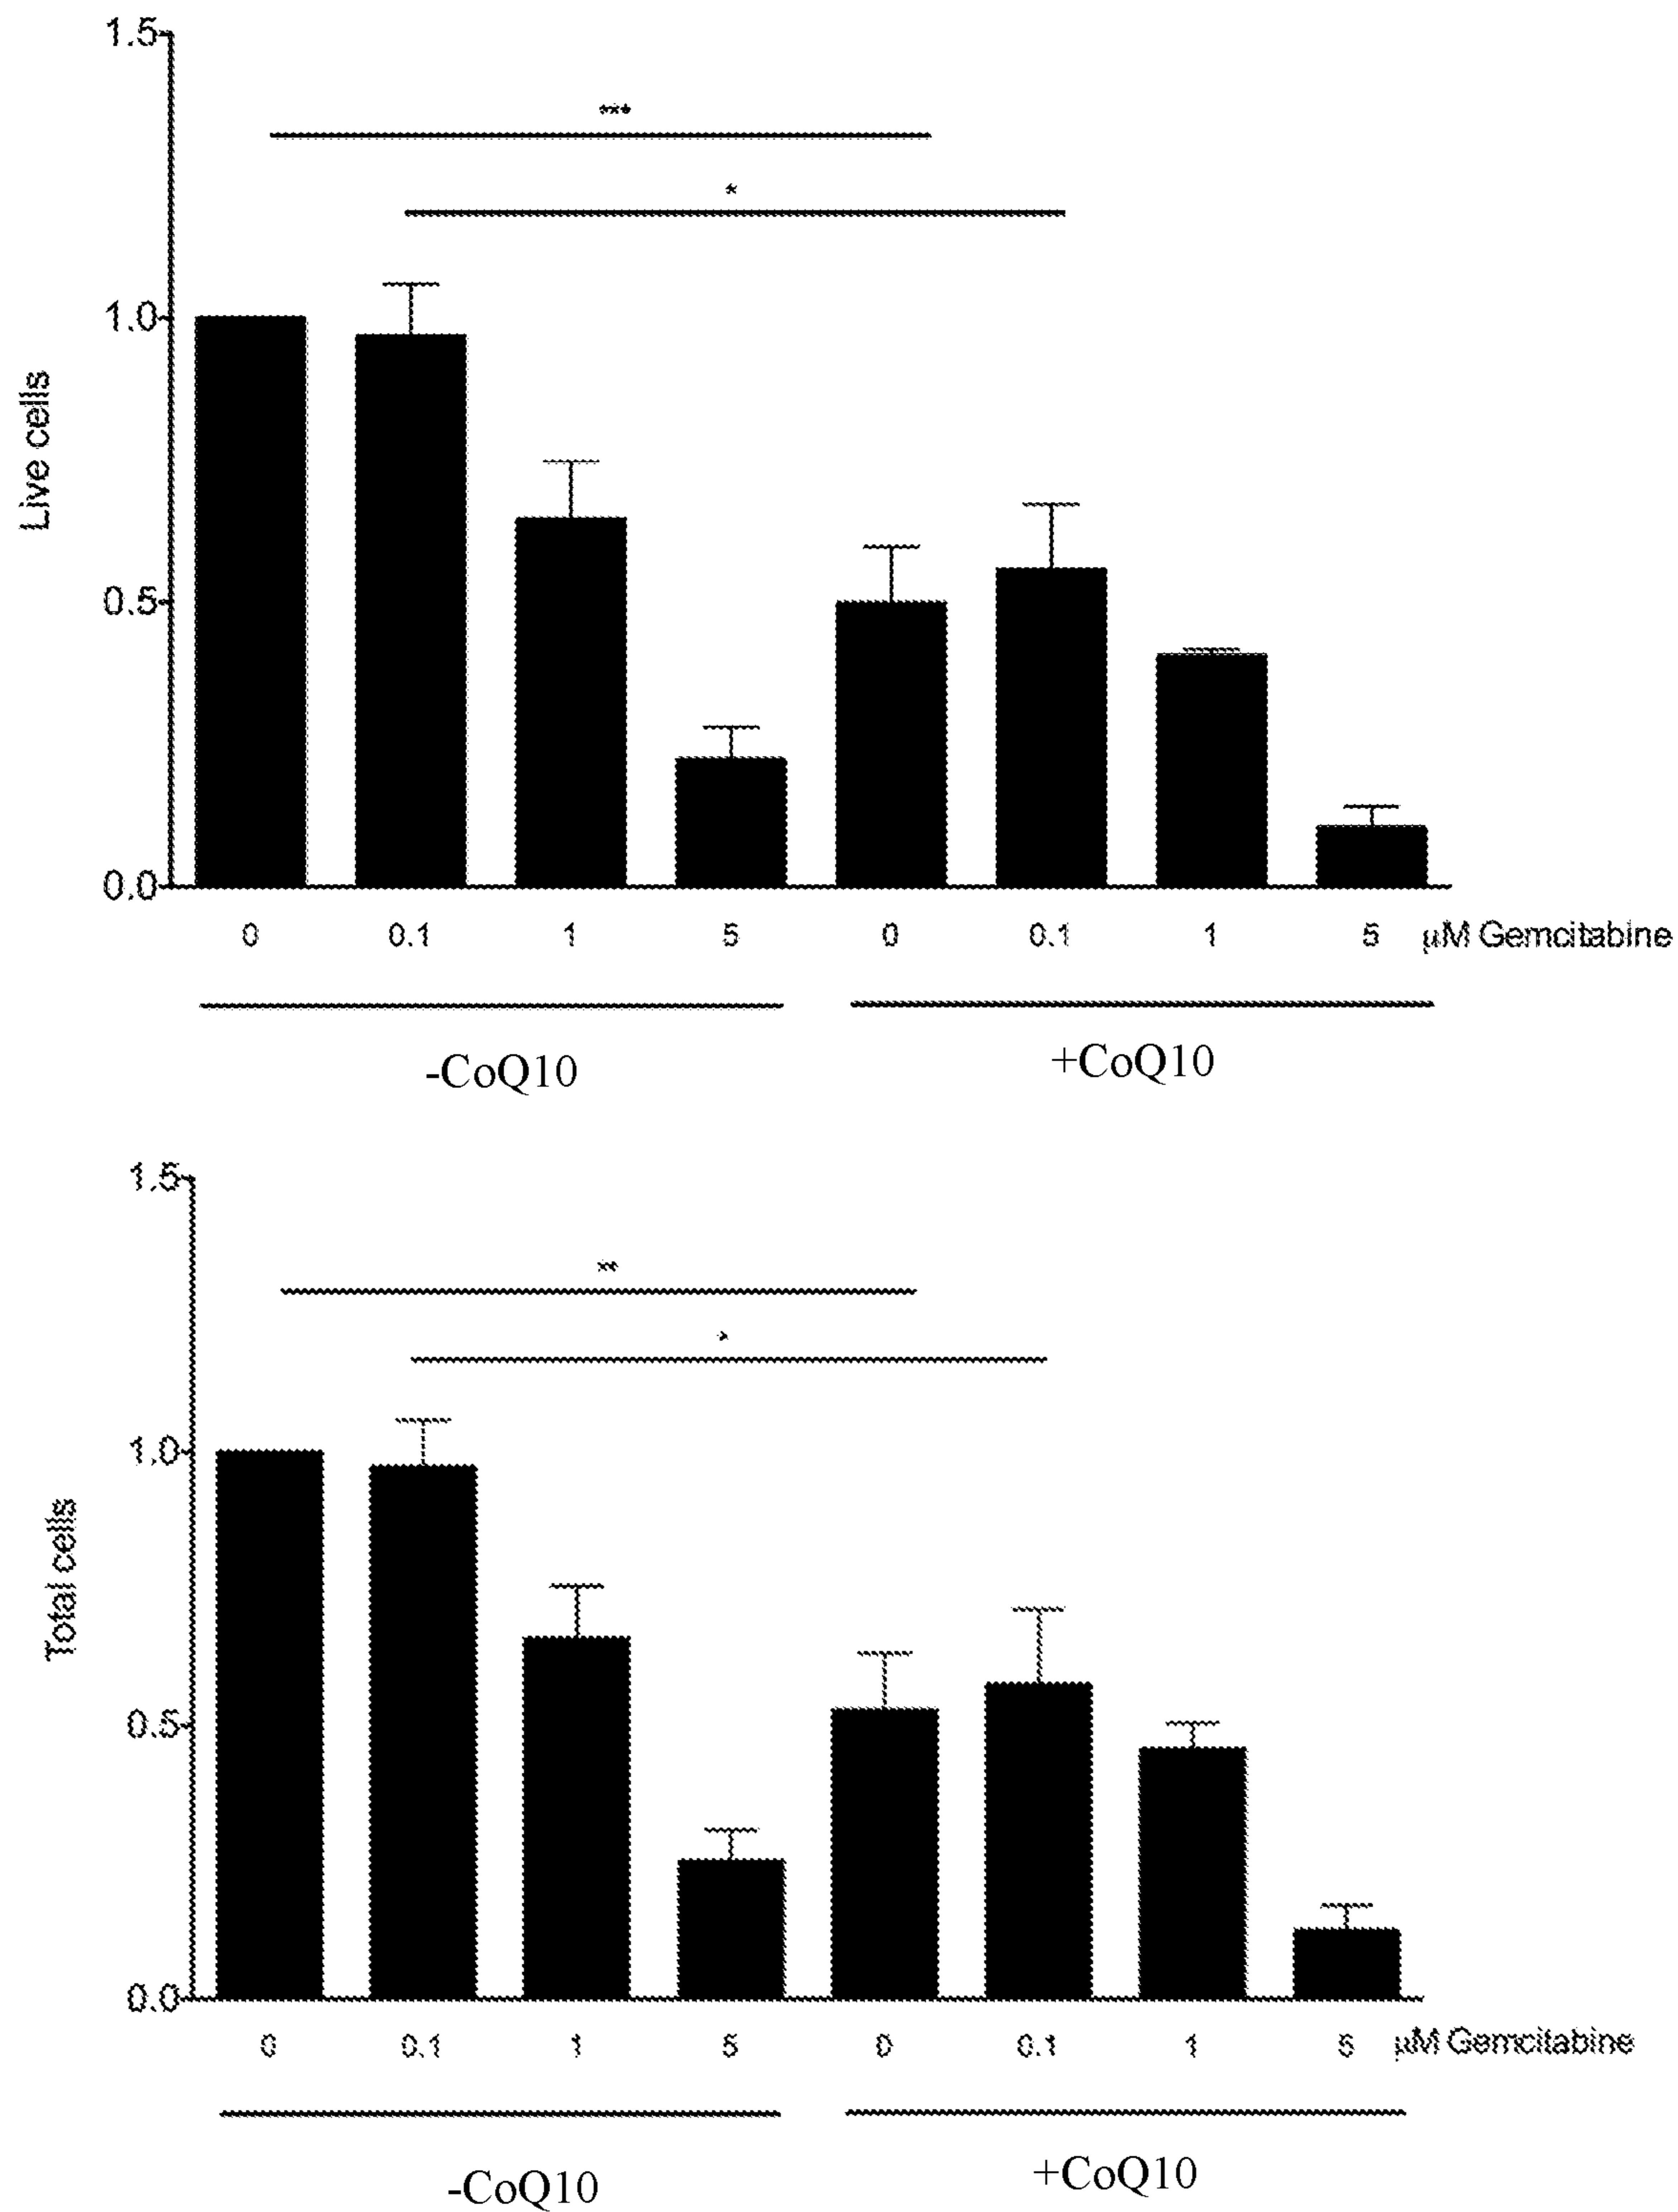 1.5
***
*
1.0
Live cells
0.5
0.0
0 0.1 1 5 0 0.1 1 5 µM Gemcitabine
-CoQ10 +CoQ10
1.5
**
*
1.0
Total cells
0.5
0.0
0 0.1 1 5 0 0.1 1 5 µM Gemcitabine
-CoQ10 +CoQ10